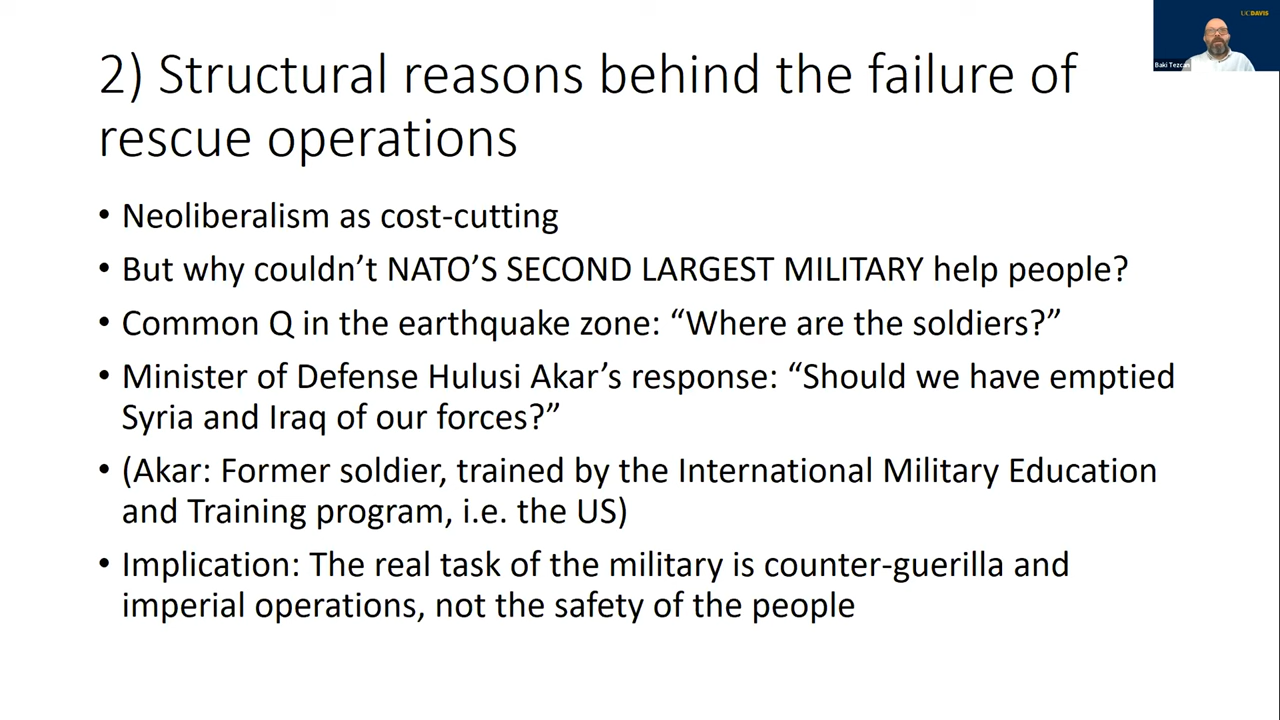 2) Structural reasons behind the failure of
rescue operations
• Neoliberalism as cost-cutting
• But why couldn’t NATO’S SECOND LARGEST MILITARY help people?
• Common Q in the earthquake zone: “Where are the soldiers?”
• Minister of Defense Hulusi Akar’s response: “Should we have emptied
Syria and Iraq of our forces?”
• (Akar: Former soldier, trained by the International Military Education
and Training program, i.e. the US)
• Implication: The real task of the military is counter-guerilla and
imperial operations, not the safety of the people
UCDAVIS
Baki Tezcan